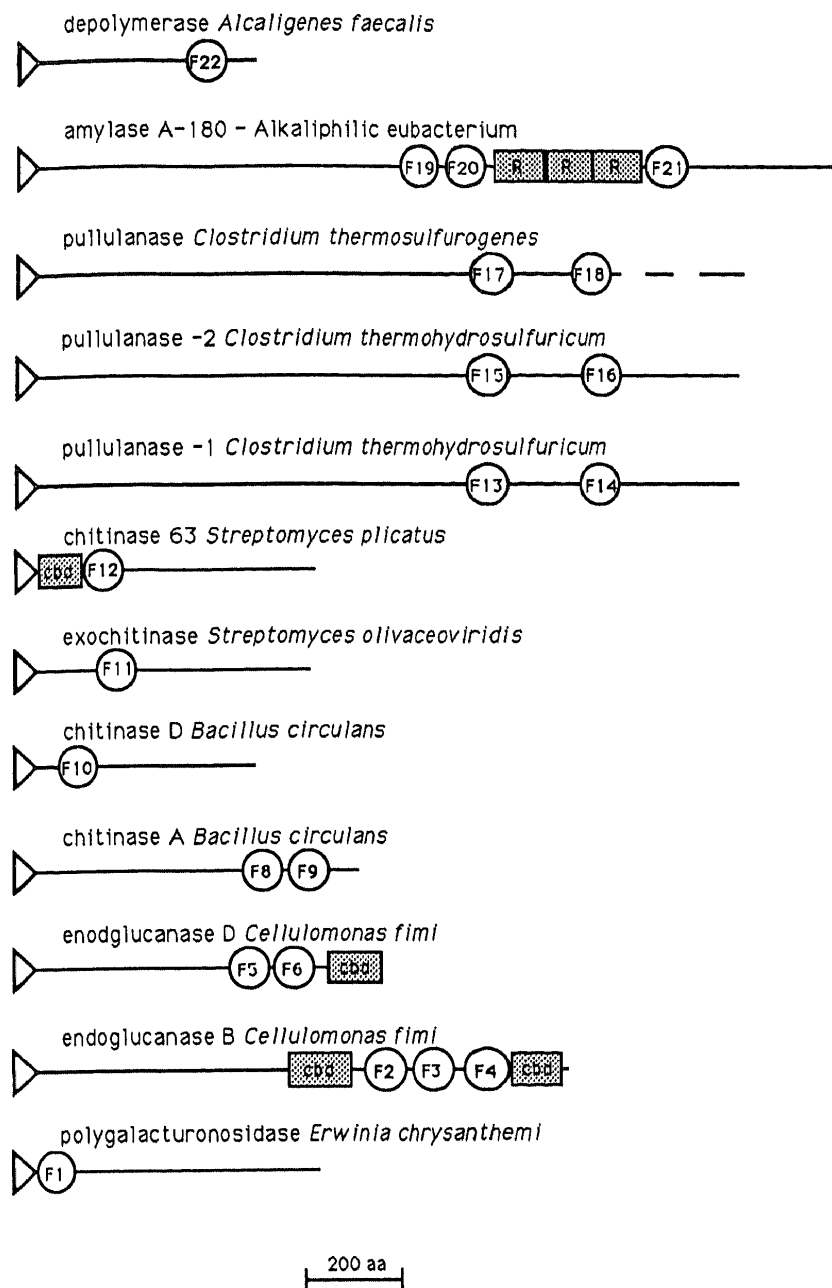 depolymerase Alcaligenes faecalis
F22
amylase A-180 - Alkaliphilic eubacterium
F19 F20 R R R F21
pullulanase Clostridium thermosulfurogenes
F17 F18
pullulanase -2 Clostridium thermohydrosulfuricum
F15 F16
pullulanase -1 Clostridium thermohydrosulfuricum
F13 F14
chitinase 63 Streptomyces plicatus
cbd F12
exochitinase Streptomyces olivaceoviridis
F11
chitinase D Bacillus circulans
F10
chitinase A Bacillus circulans
F8 F9
enodglucanase D Cellulomonas fimi
F5 F6 cbd
endoglucanase B Cellulomonas fimi
cbd F2 F3 F4 cbd
polygalacturonosidase Erwinia chrysanthemi
F1
200 aa